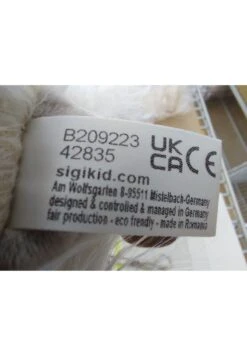 B209223
42835
UK
CA CE
sigikid.com
Am Wolfsgarten 8-95511 Mistelbach-Germany
designed & controlled & managed in Germany
fair production - eco friendly - made in Romania